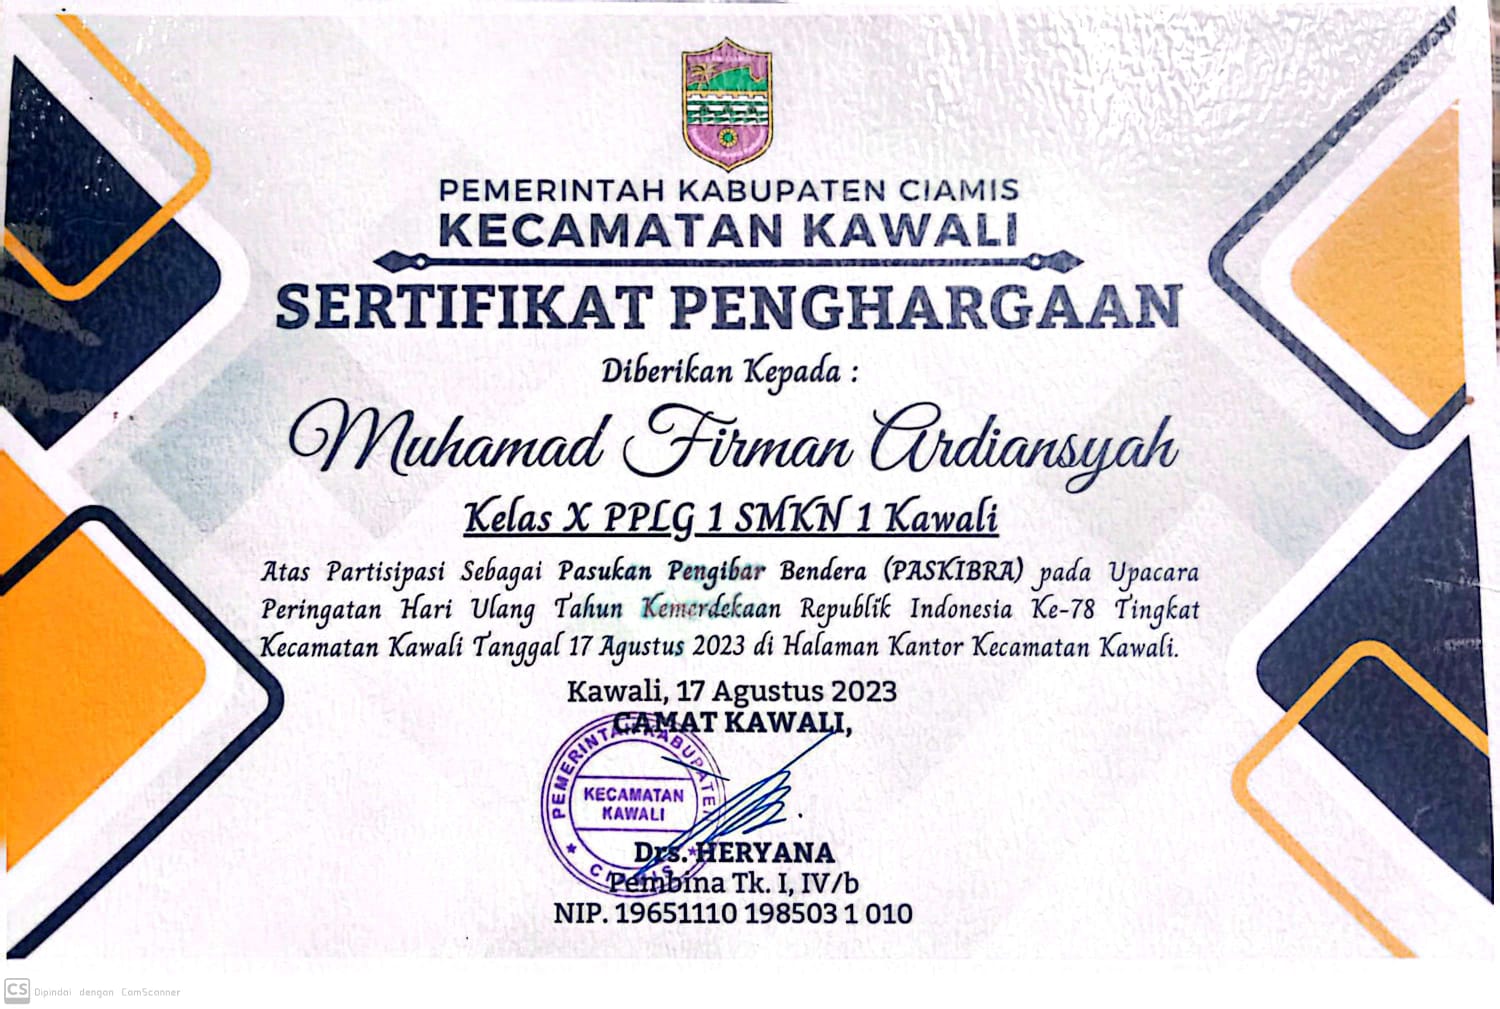 PEMERINTAH KABUPATEN CIAMIS
KECAMATAN KAWALI
SERTIFIKAT PENGHARGAAN
Diberikan Kepada :
Muhamad Firman Ardiansyah
Kelas X PPLG 1 SMKN 1 Kawali
Atas Partisipasi Sebagai Pasukan Pengibar Bendera (PASKIBRA) pada Upacara
Peringatan Hari Ulang Tahun Kemerdekaan Republik Indonesia Ke-78 Tingkat
Kecamatan Kawali Tanggal 17 Agustus 2023 di Halaman Kantor Kecamatan Kawali.
Kawali, 17 Agustus 2023
CAMAT KAWALI,
PEMERINTAH KABUPATEN
KECAMATAN
KAWALI
CIAMIS
Drs. HERYANA
Pembina Tk. I, IV/b
NIP. 19651110 198503 1 010
CS Dipindai dengan CamScanner